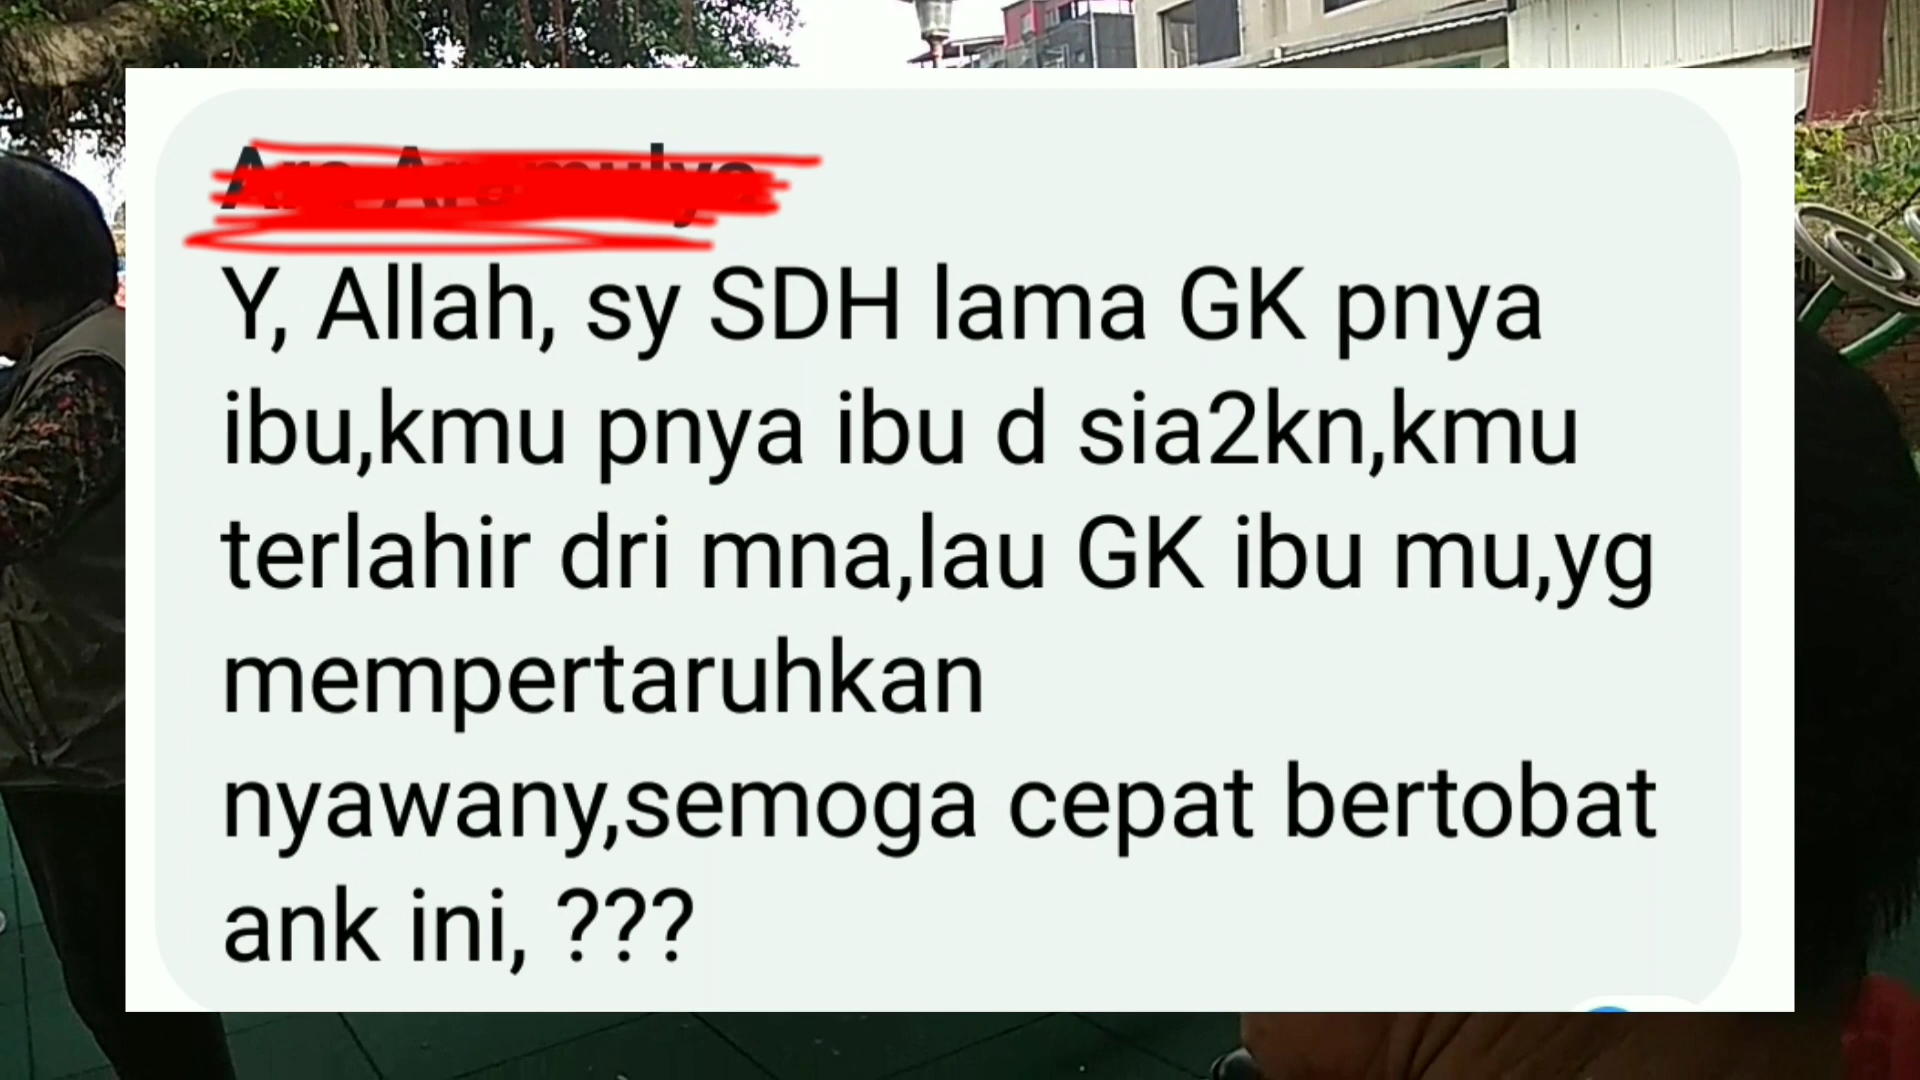 Y, Allah, sy SDH lama GK pnya
ibu,kmu pnya ibu d sia2kn,kmu
terlahir dri mna,lau GK ibu mu,yg
mempertaruhkan
nyawany,semoga cepat bertobat
ank ini, ???